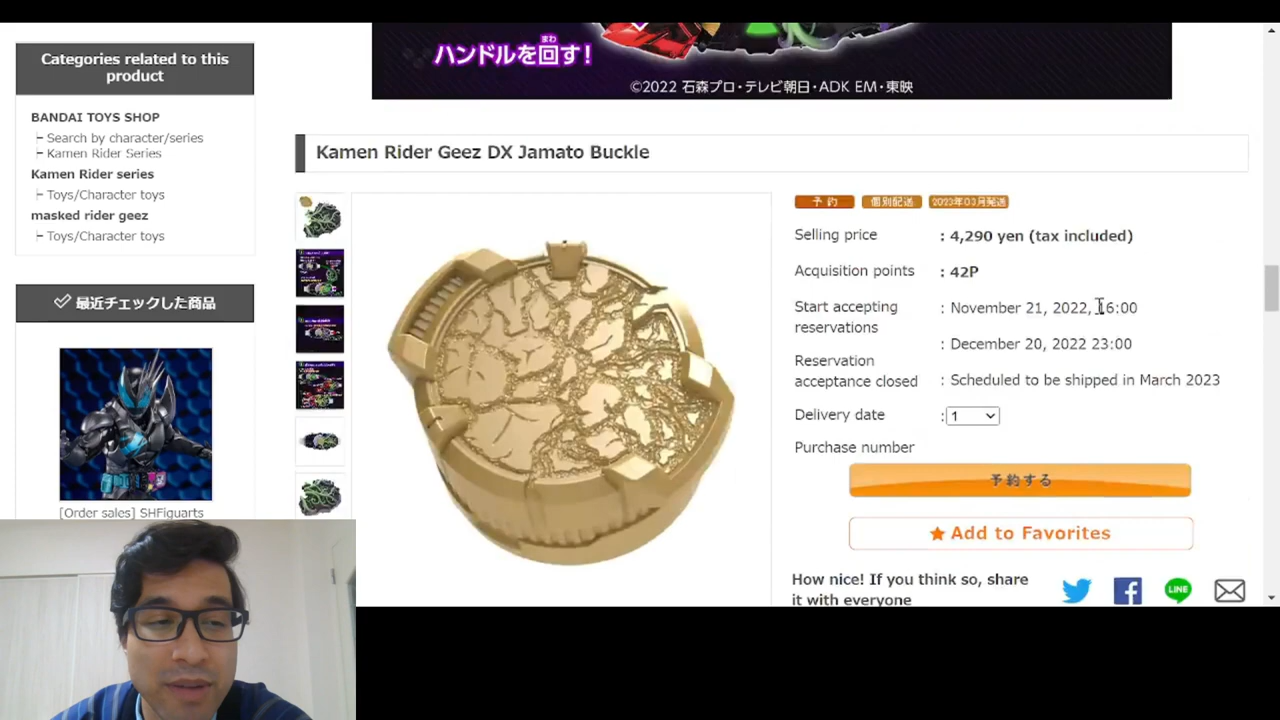 ハンドルを回す!
まわ
©2022 石森プロ・テレビ朝日・ADK EM・東映
Categories related to this
product
BANDAI TOYS SHOP
Search by character/series
Kamen Rider Series
Kamen Rider series
Toys/Character toys
masked rider geez
Toys/Character toys
最近チェックした商品
[Order sales] SHFiguarts
Kamen Rider Geez DX Jamato Buckle
予約
個別配送
2023年03月発送
Selling price
: 4,290 yen (tax included)
Acquisition points
: 42P
Start accepting
reservations
: November 21, 2022, 16:00
: December 20, 2022 23:00
Reservation
acceptance closed
: Scheduled to be shipped in March 2023
Delivery date
: 1
Purchase number
予約する
★ Add to Favorites
How nice! If you think so, share
it with everyone
LINE